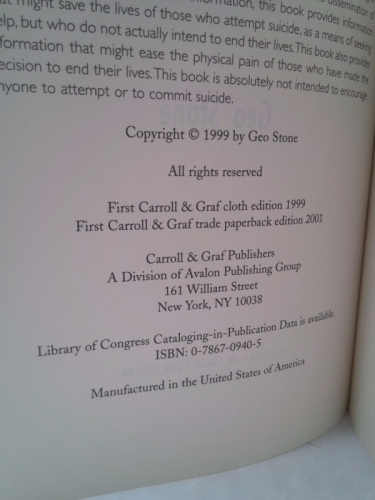 information, this book provides information
might save the lives of those who attempt suicide, as a means of seeking
help, but who do not actually intend to end their lives. This book also provides
formation that might ease the physical pain of those who have made the
ecision to end their lives. This book is absolutely not intended to encourage
nyone to attempt or to commit suicide.
Copyright © 1999 by Geo Stone
All rights reserved
First Carroll & Graf cloth edition 1999
First Carroll & Graf trade paperback edition 2001
Carroll & Graf Publishers
A Division of Avalon Publishing Group
161 William Street
New York, NY 10038
Library of Congress Cataloging-in-Publication Data is available.
ISBN: 0-7867-0940-5
Manufactured in the United States of America